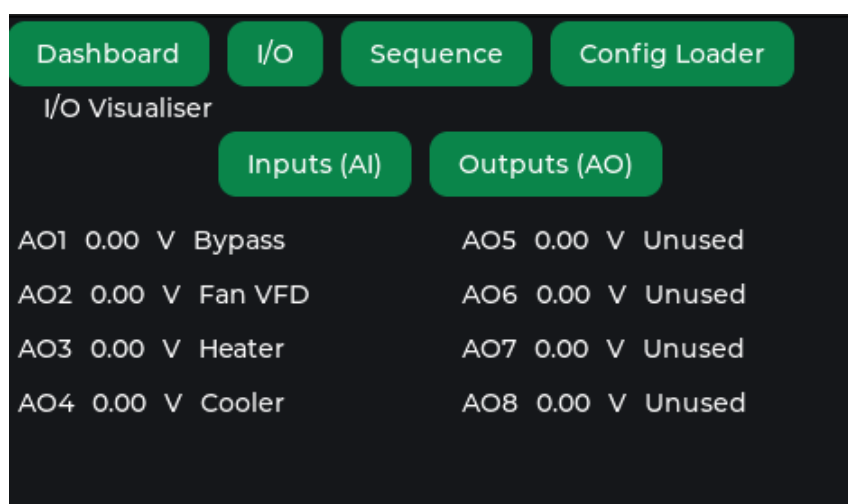 Dashboard I/O Sequence Config Loader
I/O Visualiser
Inputs (AI) Outputs (AO)
AO1 0.00 V Bypass AO5 0.00 V Unused
AO2 0.00 V Fan VFD AO6 0.00 V Unused
AO3 0.00 V Heater AO7 0.00 V Unused
AO4 0.00 V Cooler AO8 0.00 V Unused